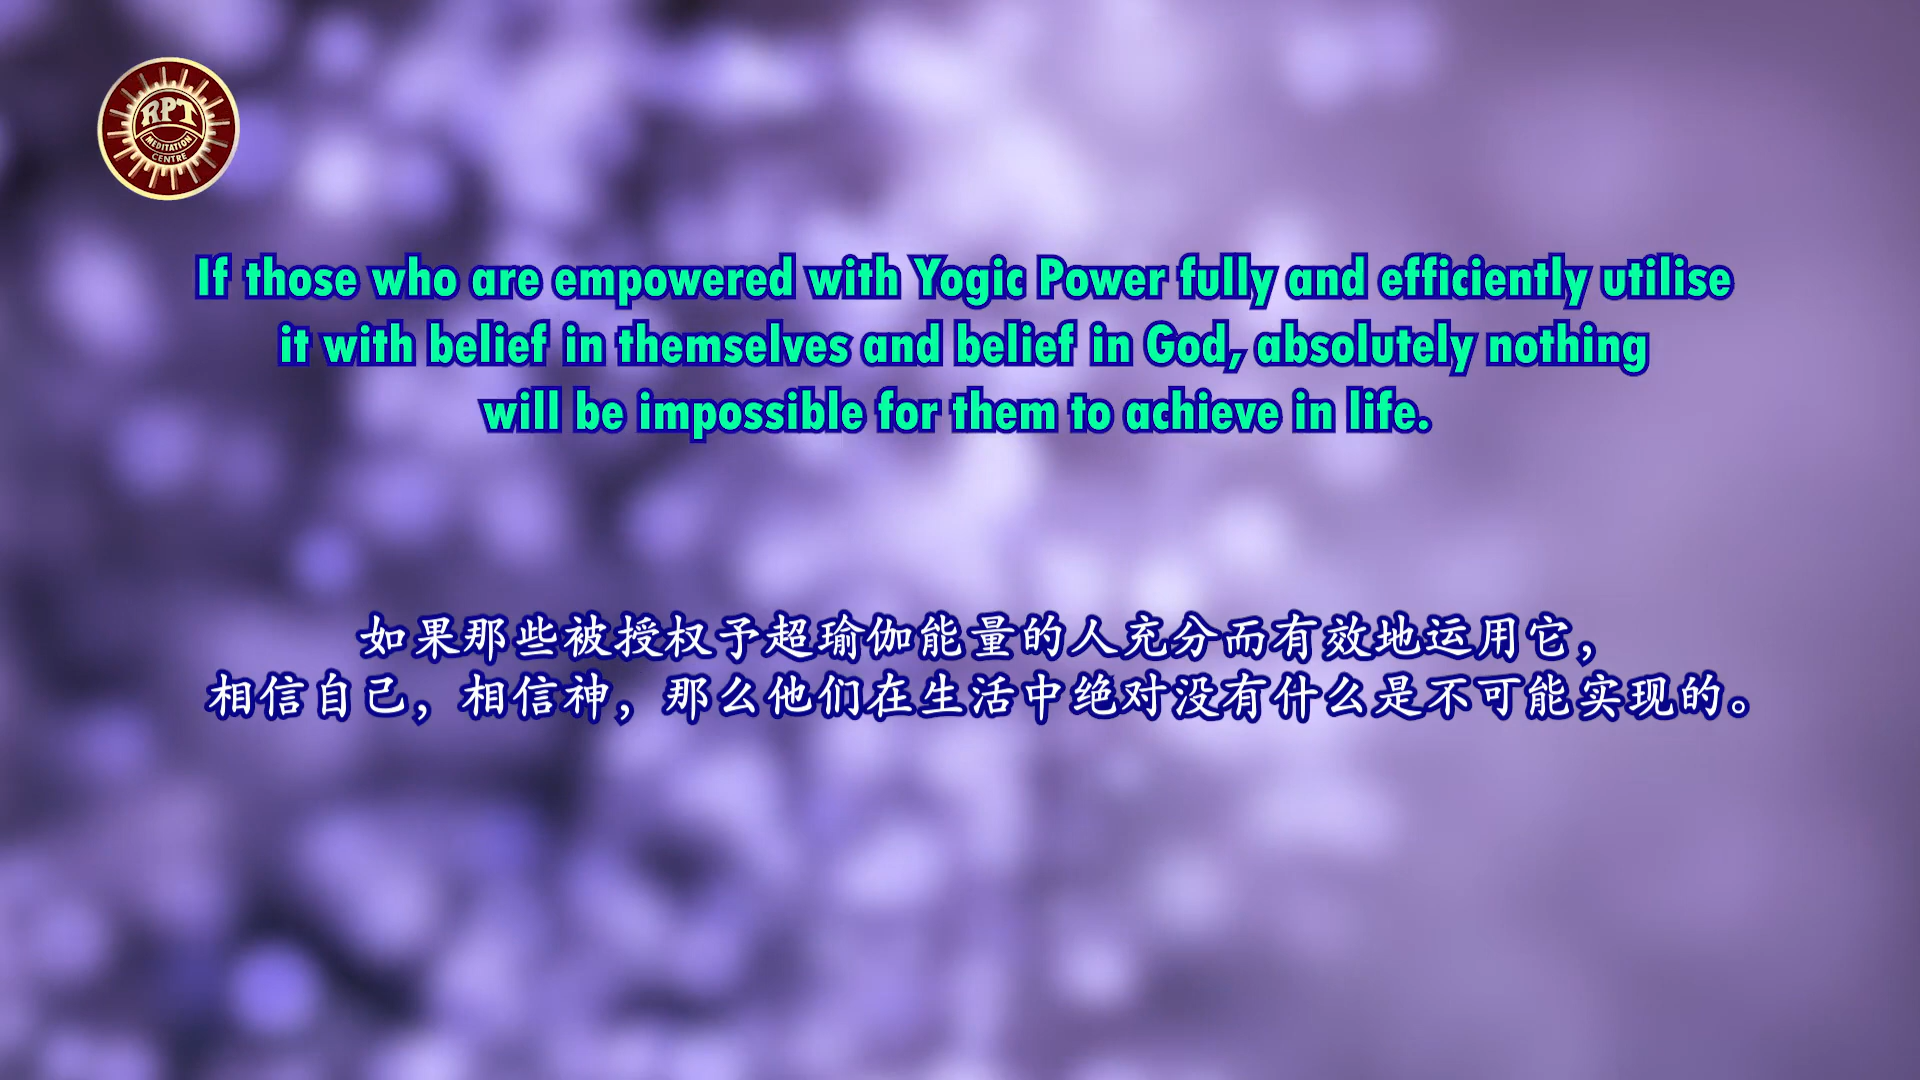 RPT
MEDITATION
CENTRE
If those who are empowered with Yogic Power fully and efficiently utilise
it with belief in themselves and belief in God, absolutely nothing
will be impossible for them to achieve in life.
如果那些被授权予超瑜伽能量的人充分而有效地运用它，
相信自己，相信神，那么他们在生活中绝对没有什么是不可能实现的。